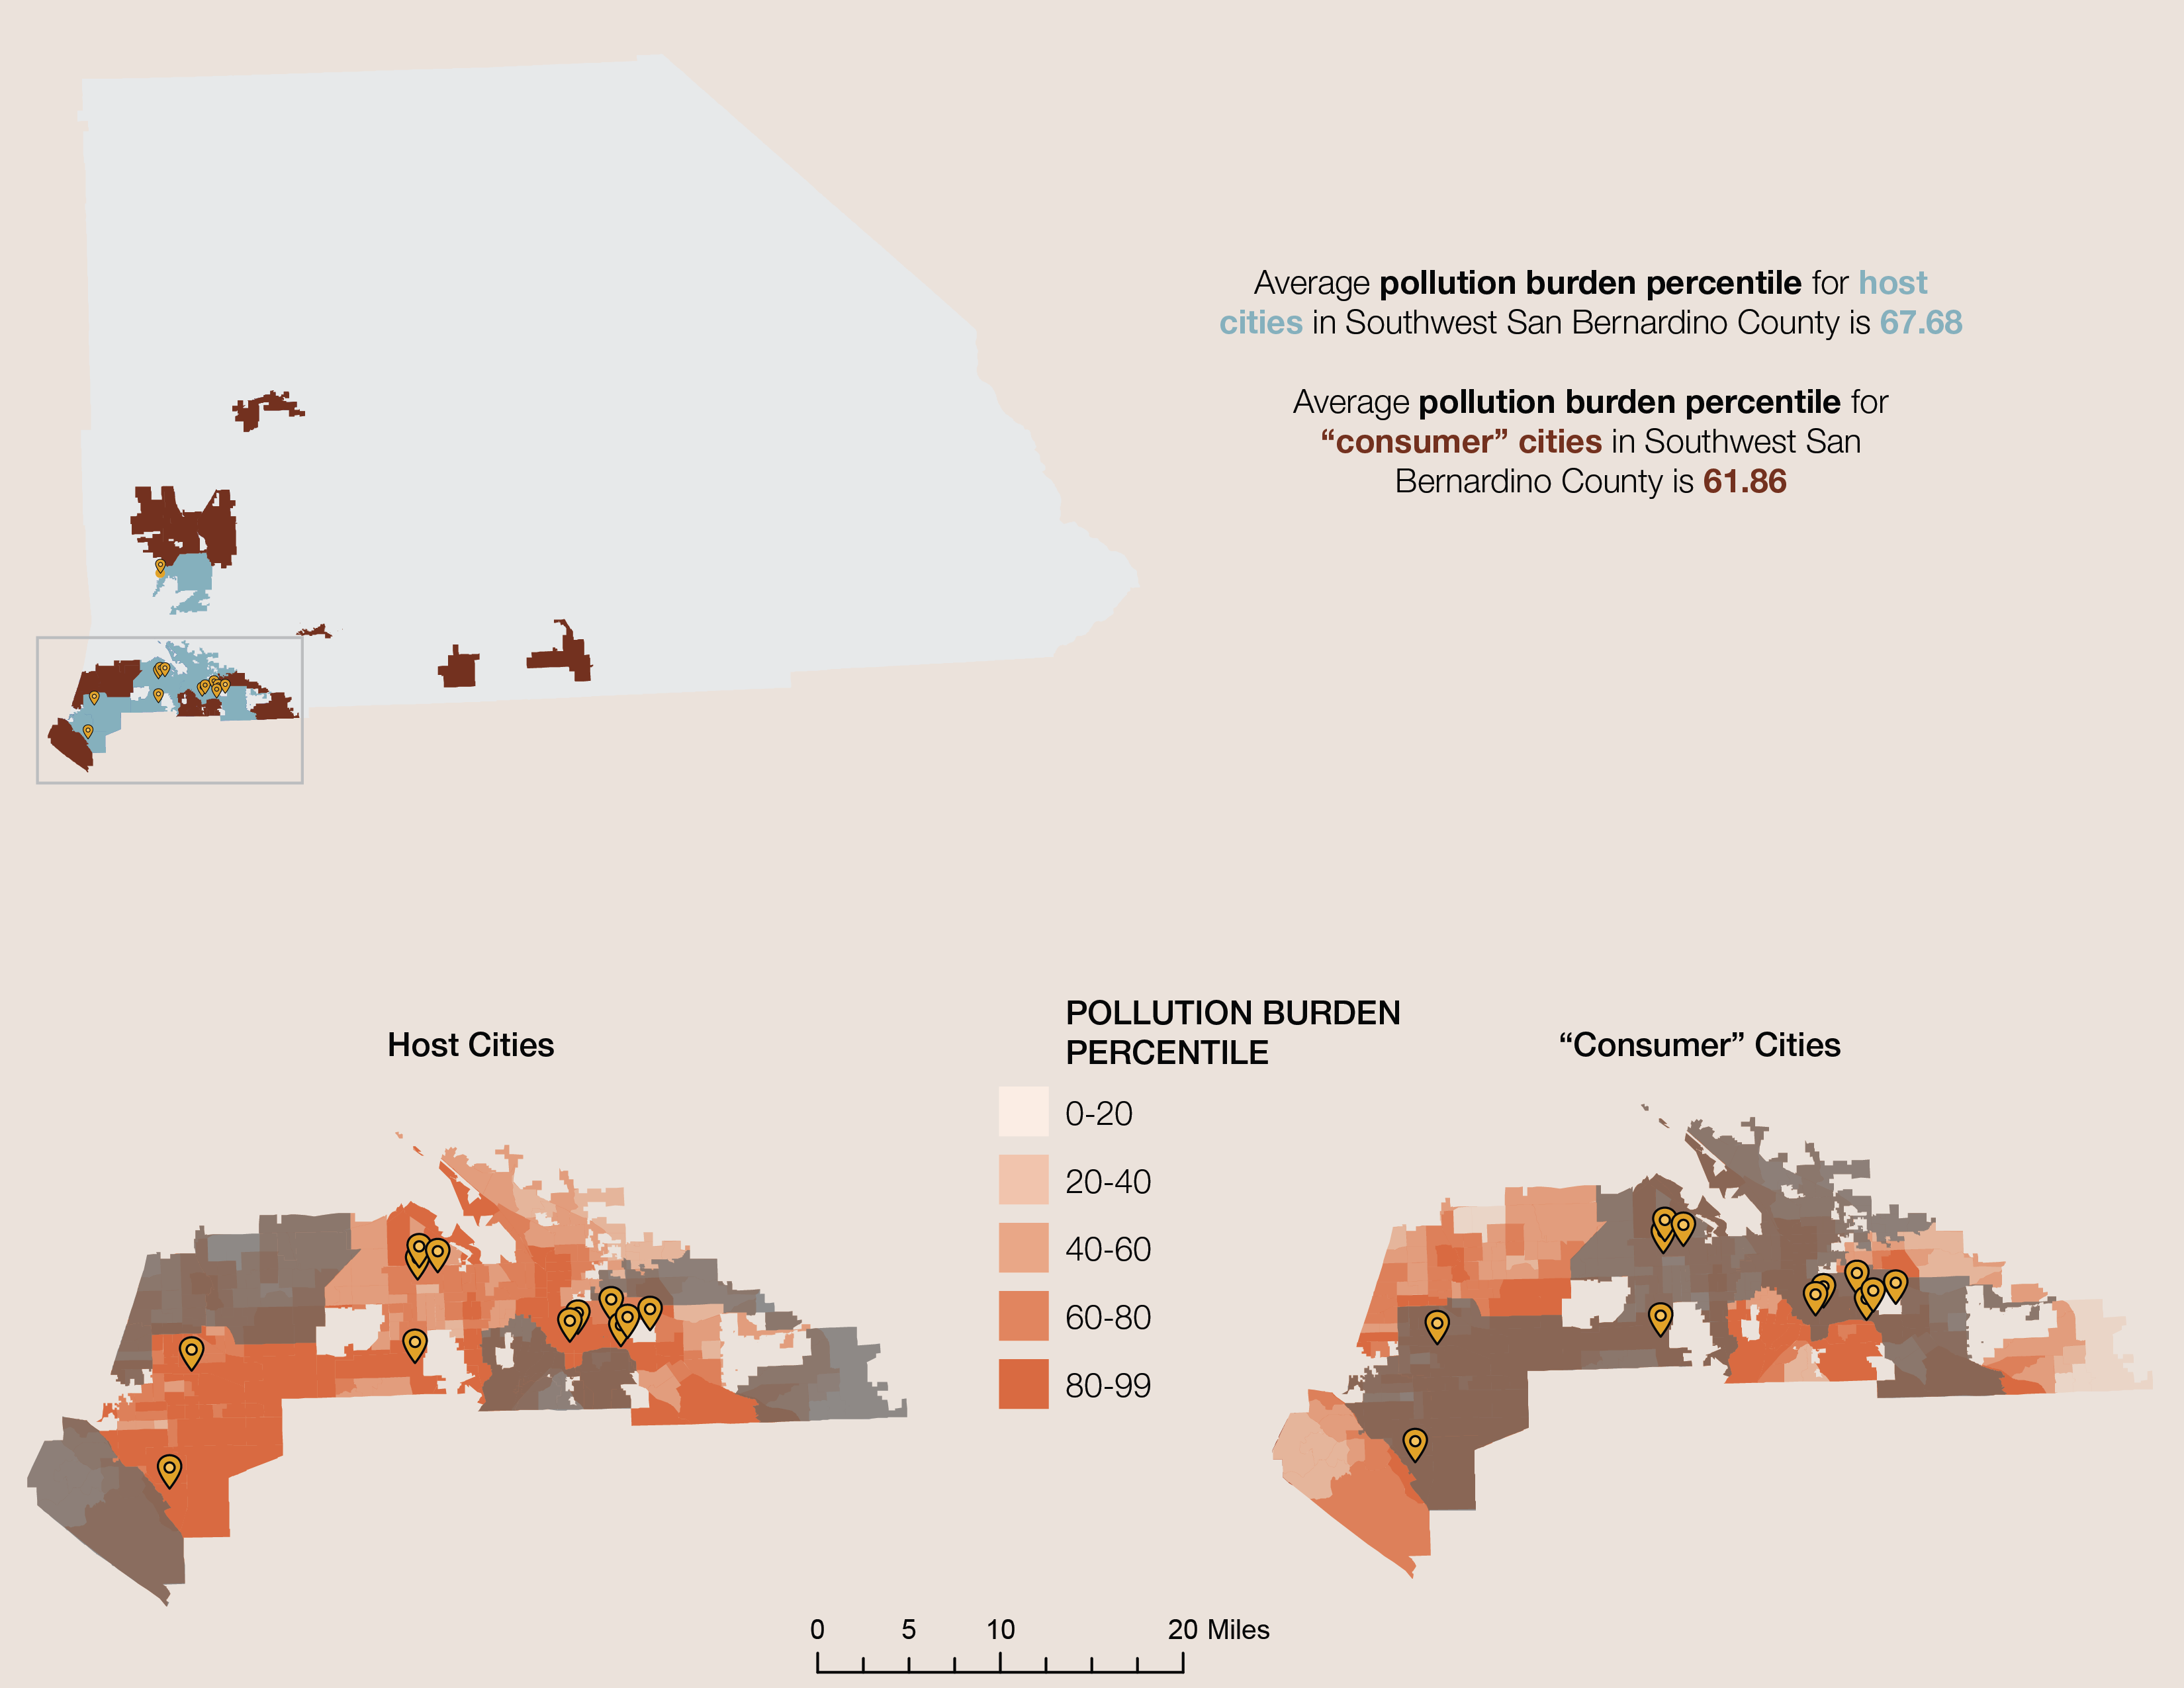 Average pollution burden percentile for host
cities in Southwest San Bernardino County is 67.68
Average pollution burden percentile for
“consumer” cities in Southwest San
Bernardino County is 61.86
Host Cities
POLLUTION BURDEN
PERCENTILE
0-20
20-40
40-60
60-80
80-99
“Consumer” Cities
0 5 10 20 Miles